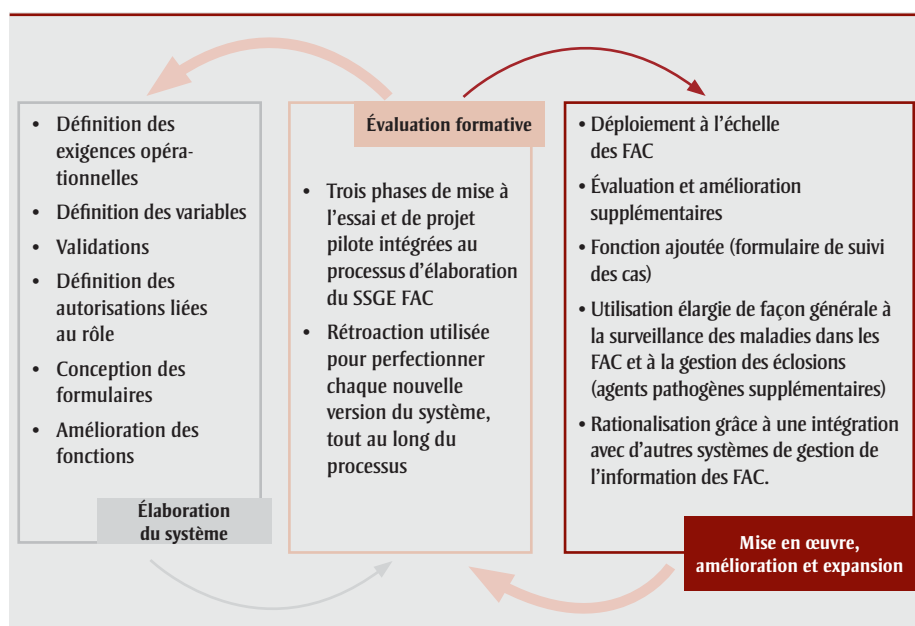 • Définition des
exigences opéra-
tionnelles
• Définition des variables
• Validations
• Définition des
autorisations liées
au rôle
• Conception des
formulaires
• Amélioration des
fonctions
Élaboration
du système
Évaluation formative
• Trois phases de mise à
l'essai et de projet
pilote intégrées au
processus d'élaboration
du SSGE FAC
• Rétroaction utilisée
pour perfectionner
chaque nouvelle
version du système,
tout au long du
processus
• Déploiement à l'échelle
des FAC
• Évaluation et amélioration
supplémentaires
• Fonction ajoutée (formulaire de suivi
des cas)
• Utilisation élargie de façon générale à
la surveillance des maladies dans les
FAC et à la gestion des éclosions
(agents pathogènes supplémentaires)
• Rationalisation grâce à une intégration
avec d'autres systèmes de gestion de
l'information des FAC.
Mise en œuvre,
amélioration et expansion